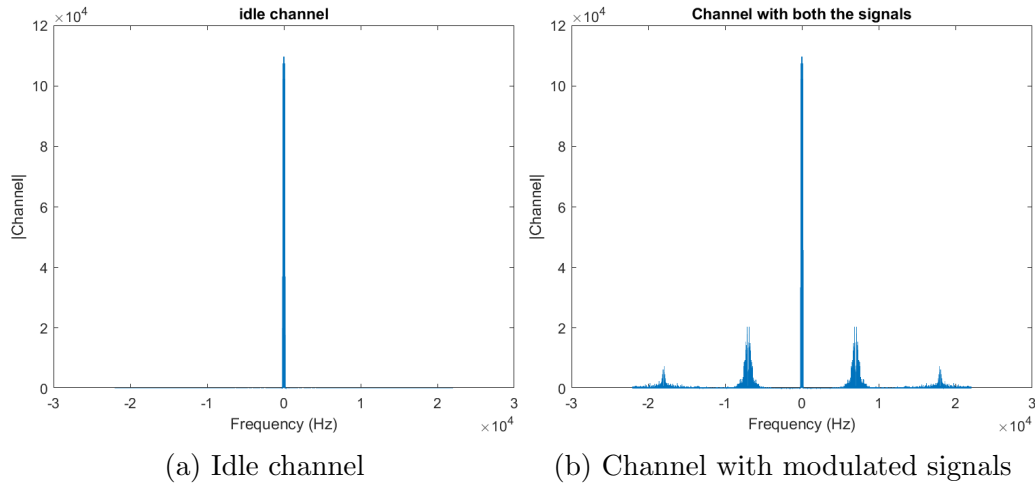 idle channel
×10⁴
12
10
8
6
4
2
0
|Channel|
-3 -2 -1 0 1 2 3
Frequency (Hz)
×10⁴
(a) Idle channel
Channel with both the signals
×10⁴
12
10
8
6
4
2
0
|Channel|
-3 -2 -1 0 1 2 3
Frequency (Hz)
×10⁴
(b) Channel with modulated signals